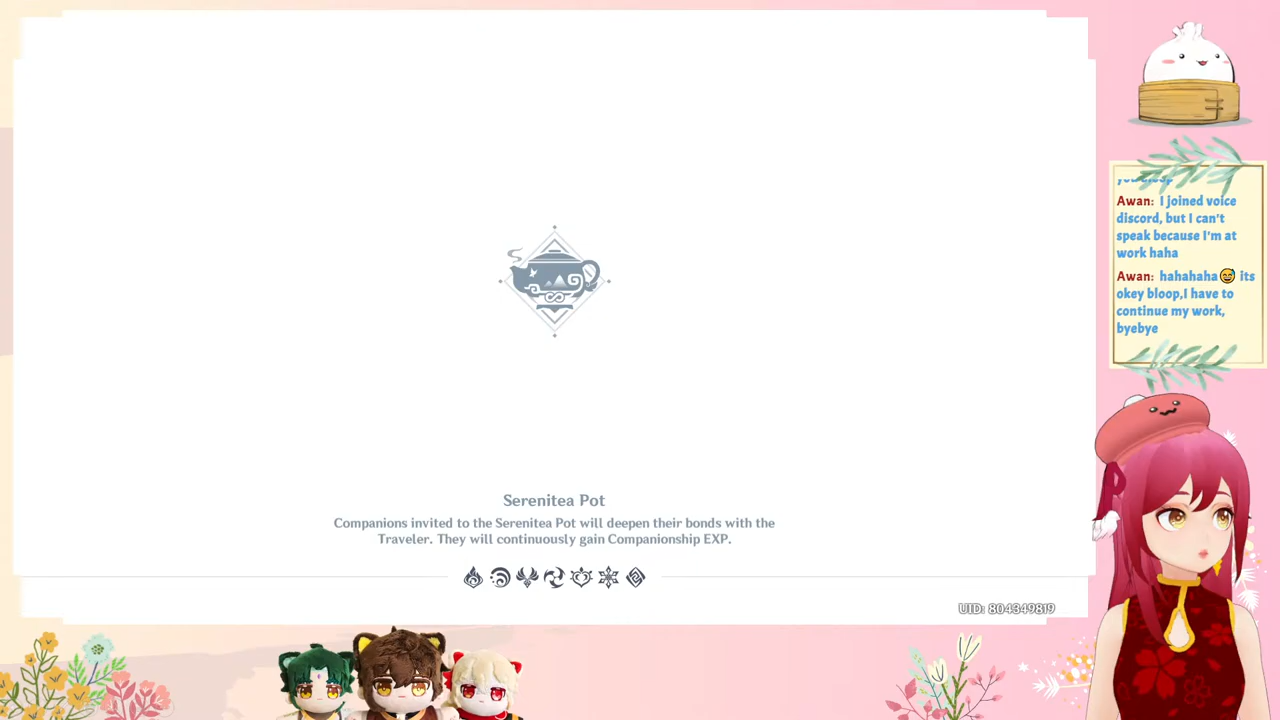 Awan: I joined voice
discord, but I can't
speak because I'm at
work haha
Awan: hahahaha😅 its
okey bloop,I have to
continue my work,
byebye
Serenitea Pot
Companions invited to the Serenitea Pot will deepen their bonds with the
Traveler. They will continuously gain Companionship EXP.
UID: 804349819